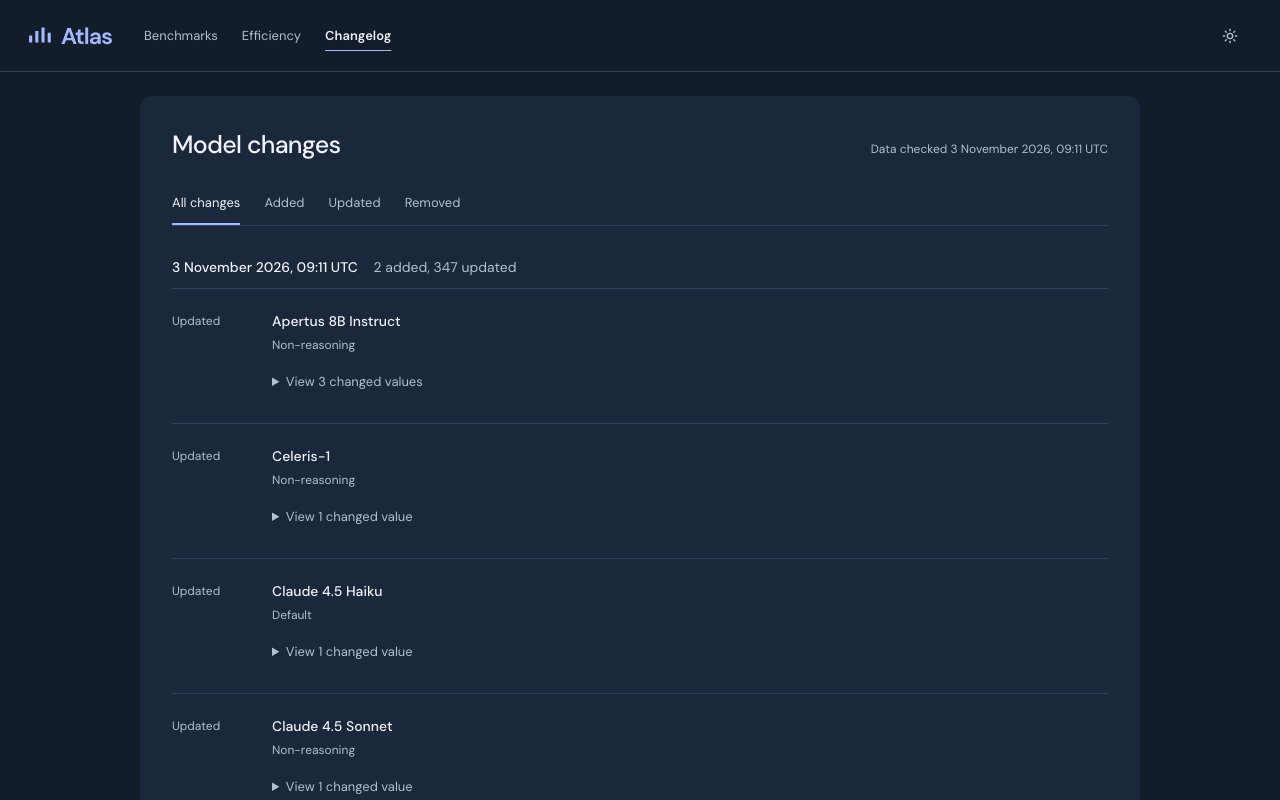 Atlas
Benchmarks
Efficiency
Changelog
Model changes
Data checked 3 November 2026, 09:11 UTC
All changes
Added
Updated
Removed
3 November 2026, 09:11 UTC
2 added, 347 updated
Updated
Apertus 8B Instruct
Non-reasoning
View 3 changed values
Updated
Celeris-1
Non-reasoning
View 1 changed value
Updated
Claude 4.5 Haiku
Default
View 1 changed value
Updated
Claude 4.5 Sonnet
Non-reasoning
View 1 changed value